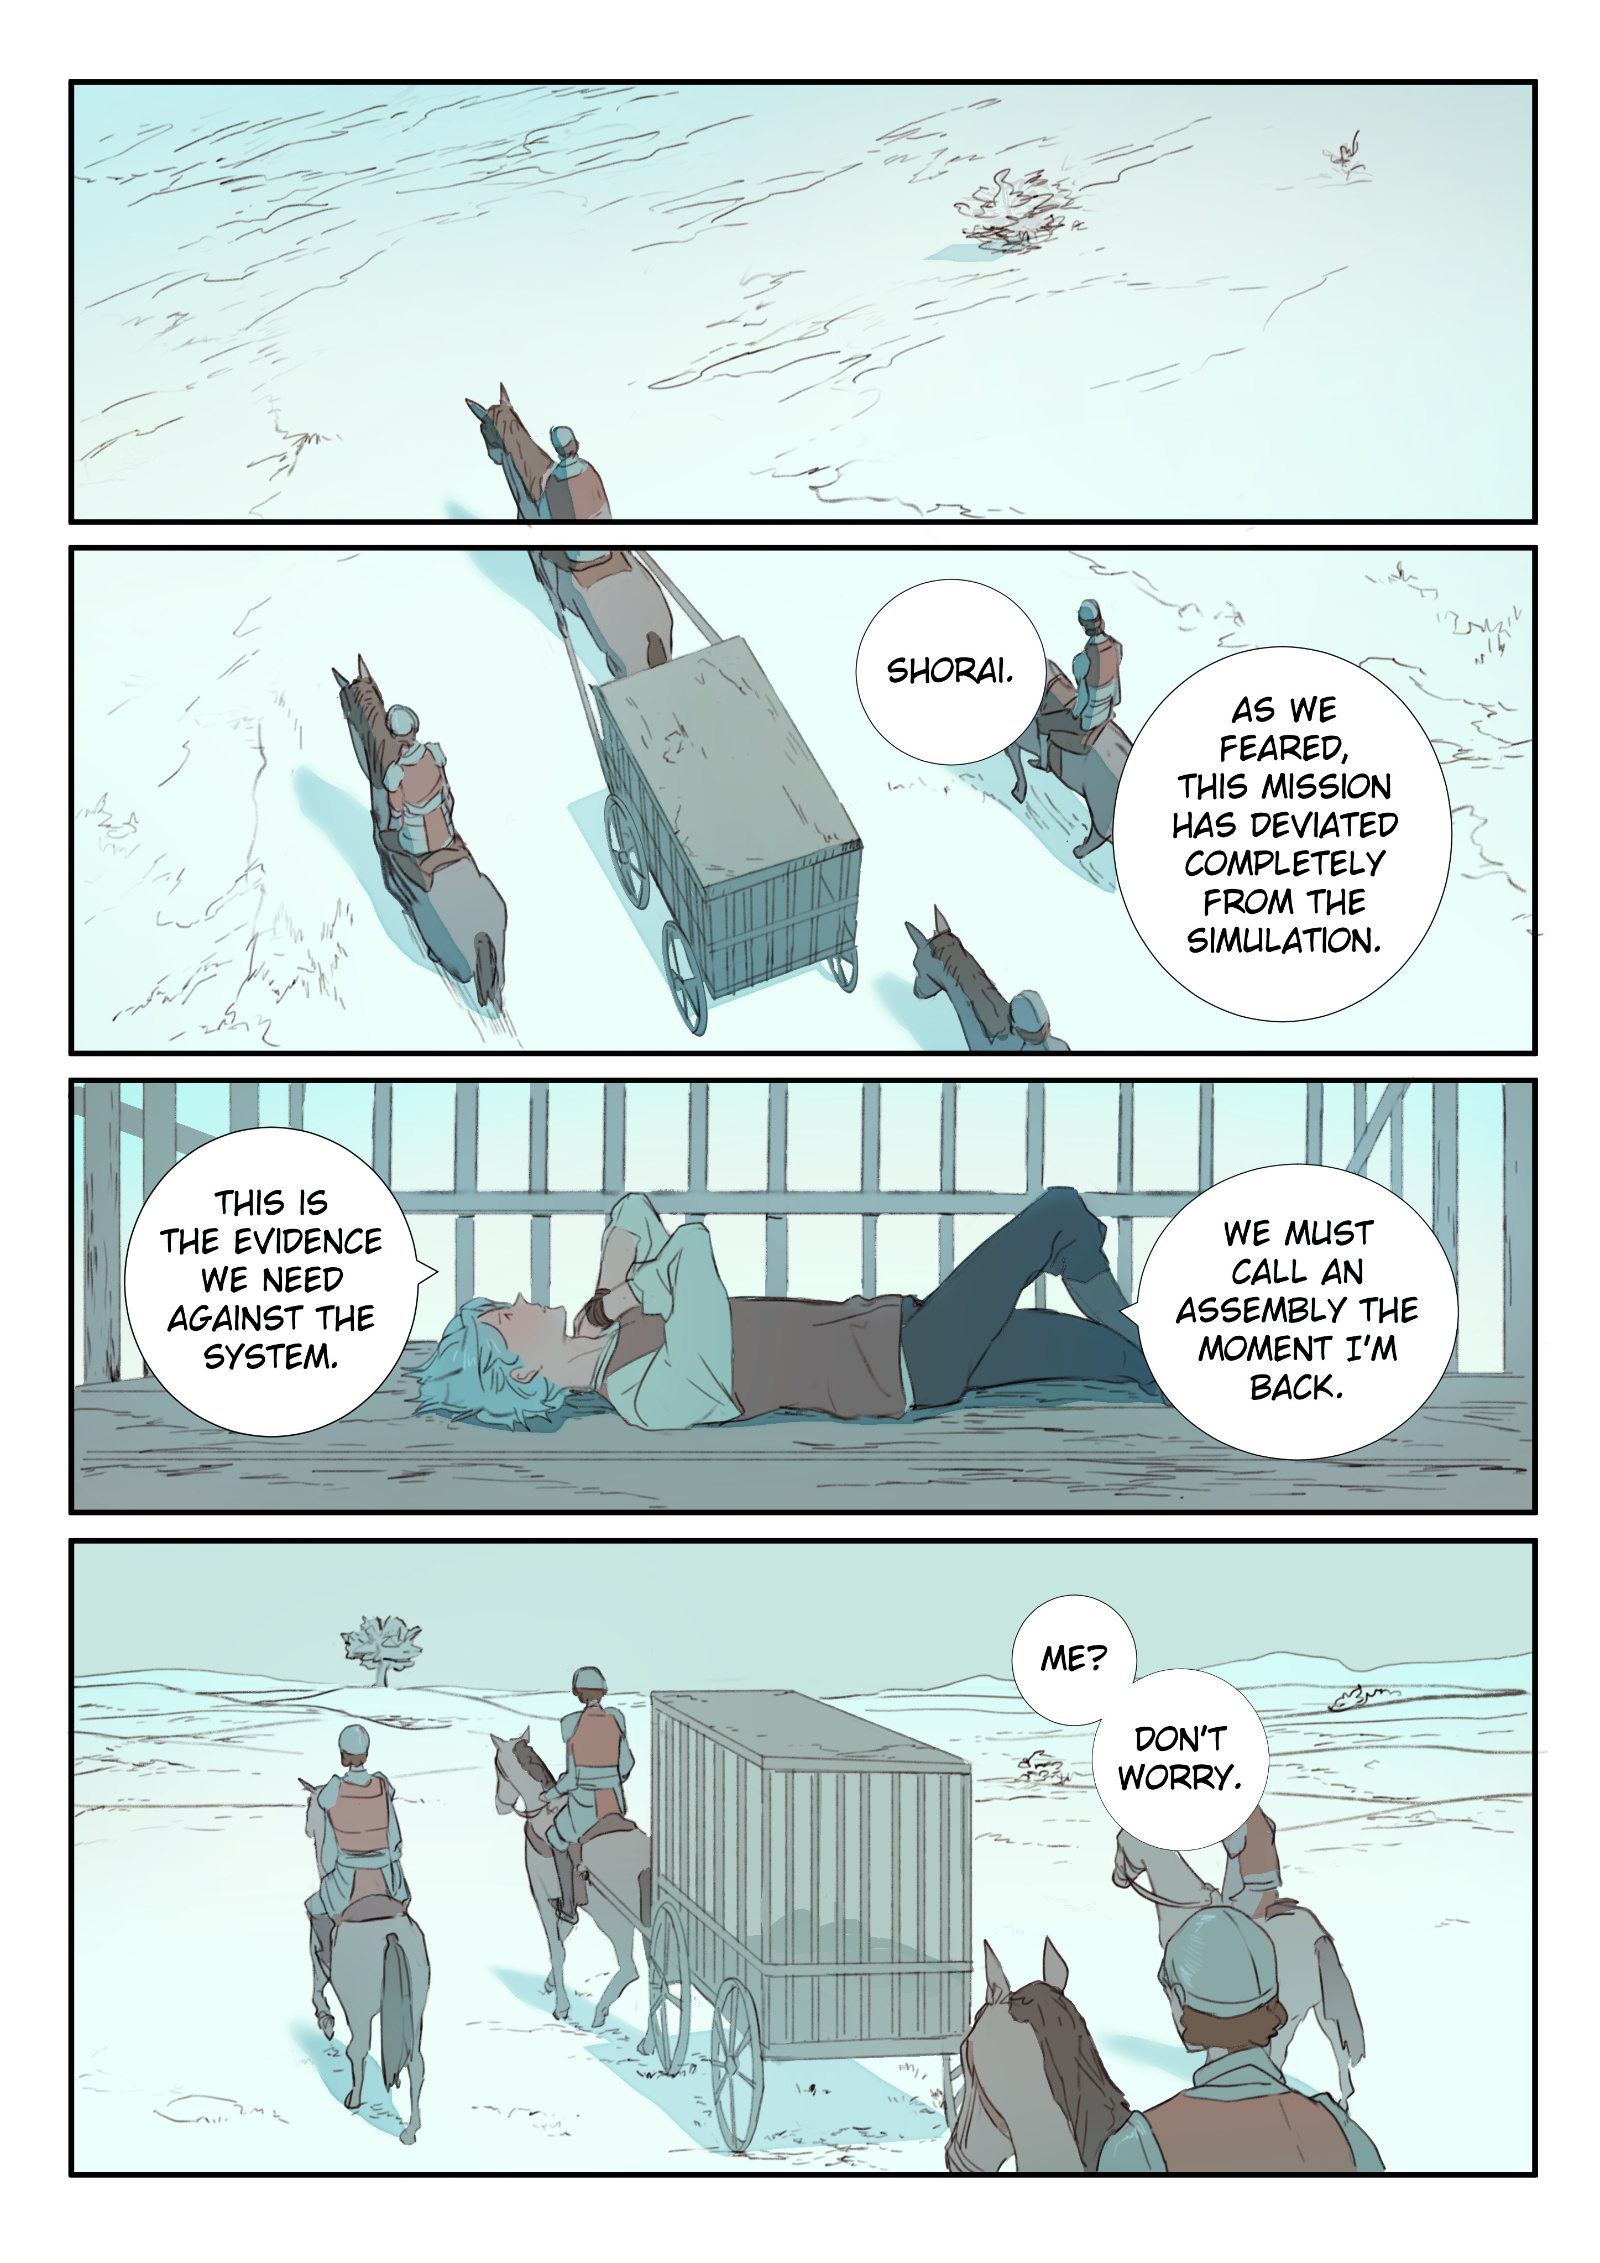 SHORAI.
AS WE
FEARED,
THIS MISSION
HAS DEVIATED
COMPLETELY
FROM THE
SIMULATION.
THIS IS
THE EVIDENCE
WE NEED
AGAINST THE
SYSTEM.
WE MUST
CALL AN
ASSEMBLY THE
MOMENT I'M
BACK.
ME?
DON'T
WORRY.